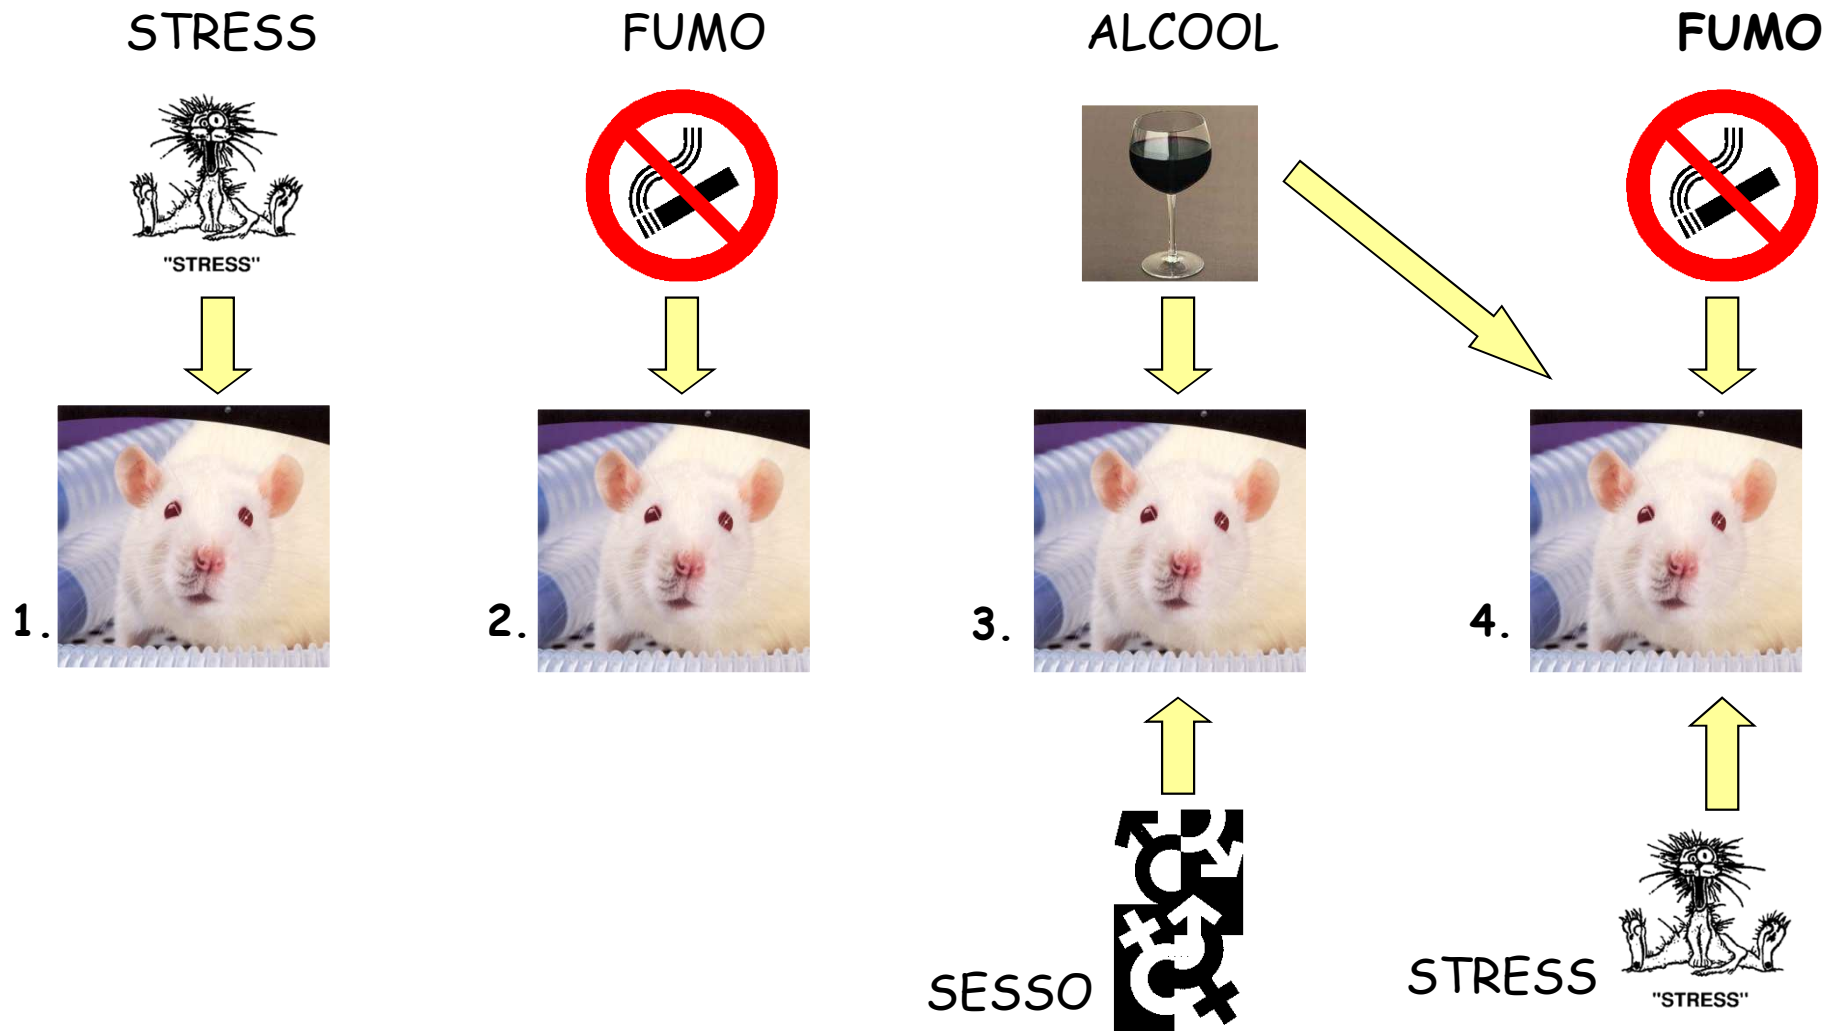 STRESS
FUMO
ALCOOL
FUMO
"STRESS"
1.
2.
3.
4.
SESSO
STRESS
"STRESS"